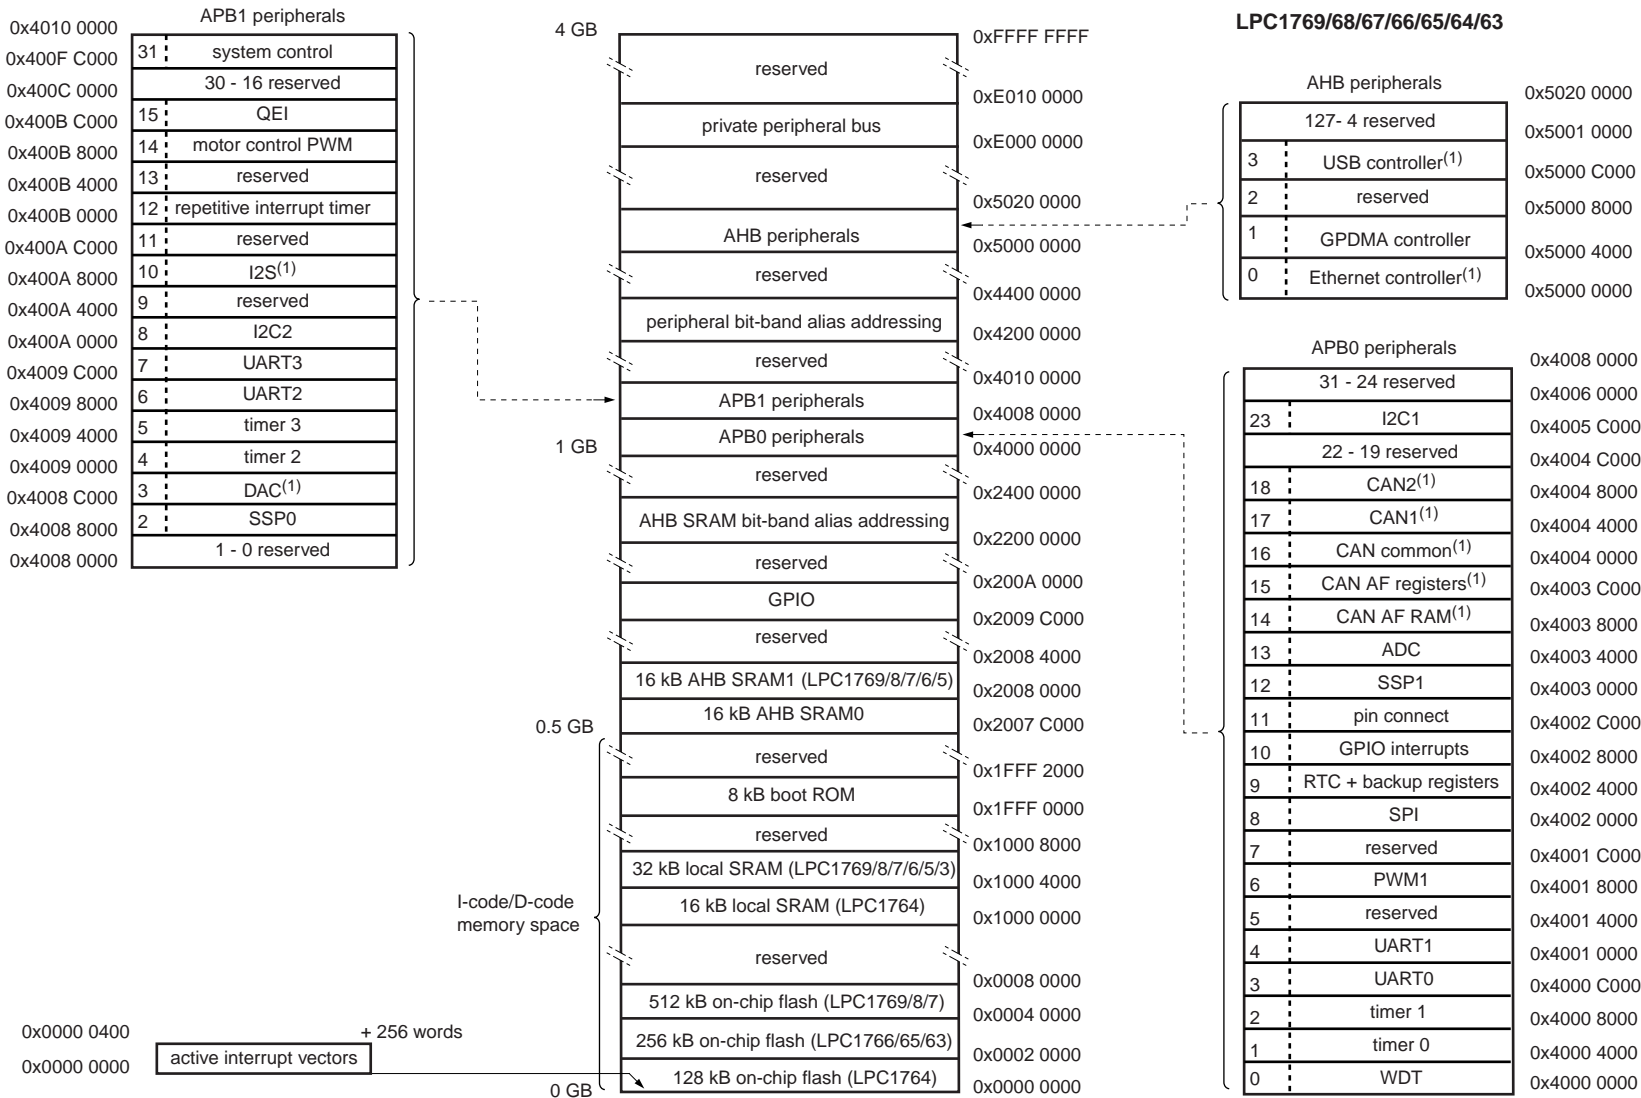 APB1 peripherals
0x4010 0000
31 system control
0x400F C000
30 - 16 reserved
0x400C 0000
15 QEI
0x400B C000
14 motor control PWM
0x400B 8000
13 reserved
0x400B 4000
12 repetitive interrupt timer
0x400B 0000
11 reserved
0x400A C000
10 I2S(1)
0x400A 8000
9 reserved
0x400A 4000
8 I2C2
0x400A 0000
7 UART3
0x4009 C000
6 UART2
0x4009 8000
5 timer 3
0x4009 4000
4 timer 2
0x4009 0000
3 DAC(1)
0x4008 C000
2 SSP0
0x4008 8000
1 - 0 reserved
0x4008 0000
0x0000 0400
+ 256 words
active interrupt vectors
0x0000 0000
4 GB
0xFFFF FFFF
reserved
0xE010 0000
private peripheral bus
0xE000 0000
reserved
0x5020 0000
AHB peripherals
0x5000 0000
reserved
0x4400 0000
peripheral bit-band alias addressing
0x4200 0000
reserved
0x4010 0000
APB1 peripherals
0x4008 0000
APB0 peripherals
1 GB
0x4000 0000
reserved
0x2400 0000
AHB SRAM bit-band alias addressing
0x2200 0000
reserved
0x200A 0000
GPIO
0x2009 C000
reserved
0x2008 4000
16 kB AHB SRAM1 (LPC1769/8/7/6/5)
0x2008 0000
16 kB AHB SRAM0
0x2007 C000
0.5 GB
reserved
0x1FFF 2000
8 kB boot ROM
0x1FFF 0000
reserved
0x1000 8000
32 kB local SRAM (LPC1769/8/7/6/5/3)
0x1000 4000
I-code/D-code
memory space
16 kB local SRAM (LPC1764)
0x1000 0000
reserved
0x0008 0000
512 kB on-chip flash (LPC1769/8/7)
0x0004 0000
256 kB on-chip flash (LPC1766/65/63)
0x0002 0000
128 kB on-chip flash (LPC1764)
0x0000 0000
0 GB
LPC1769/68/67/66/65/64/63
AHB peripherals
0x5020 0000
127- 4 reserved
0x5001 0000
3 USB controller(1)
0x5000 C000
2 reserved
0x5000 8000
1 GPDMA controller
0x5000 4000
0 Ethernet controller(1)
0x5000 0000
APB0 peripherals
0x4008 0000
31 - 24 reserved
0x4006 0000
23 I2C1
0x4005 C000
22 - 19 reserved
0x4004 C000
18 CAN2(1)
0x4004 8000
17 CAN1(1)
0x4004 4000
16 CAN common(1)
0x4004 0000
15 CAN AF registers(1)
0x4003 C000
14 CAN AF RAM(1)
0x4003 8000
13 ADC
0x4003 4000
12 SSP1
0x4003 0000
11 pin connect
0x4002 C000
10 GPIO interrupts
0x4002 8000
9 RTC + backup registers
0x4002 4000
8 SPI
0x4002 0000
7 reserved
0x4001 C000
6 PWM1
0x4001 8000
5 reserved
0x4001 4000
4 UART1
0x4001 0000
3 UART0
0x4000 C000
2 timer 1
0x4000 8000
1 timer 0
0x4000 4000
0 WDT
0x4000 0000